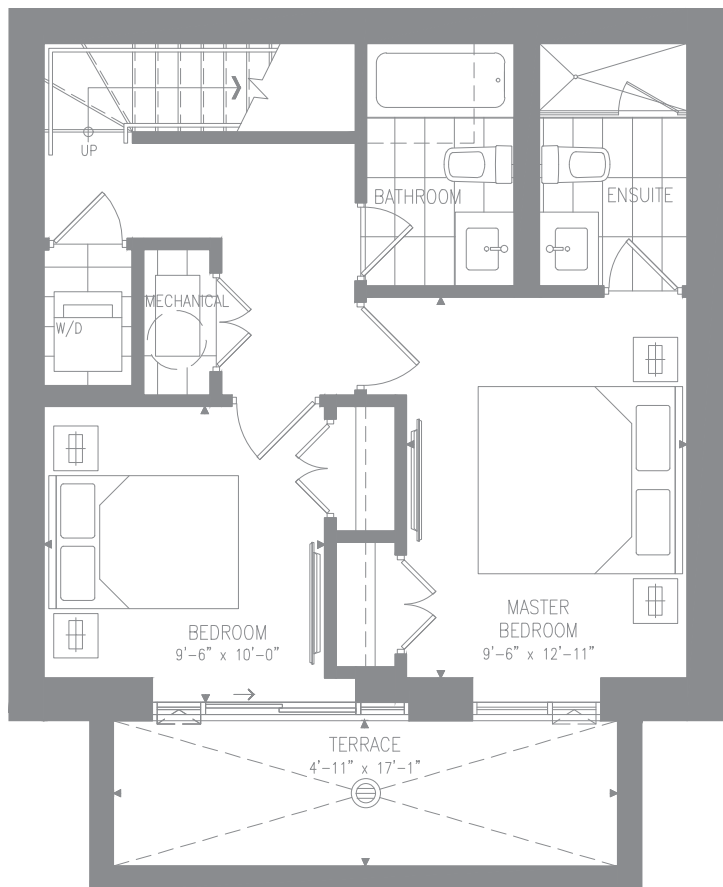 UP
BATHROOM
ENSUITE
MECHANICAL
W/D
MASTER
BEDROOM
9'-6" x 12'-11"
BEDROOM
9'-6" x 10'-0"
TERRACE
4'-11" x 17'-1"